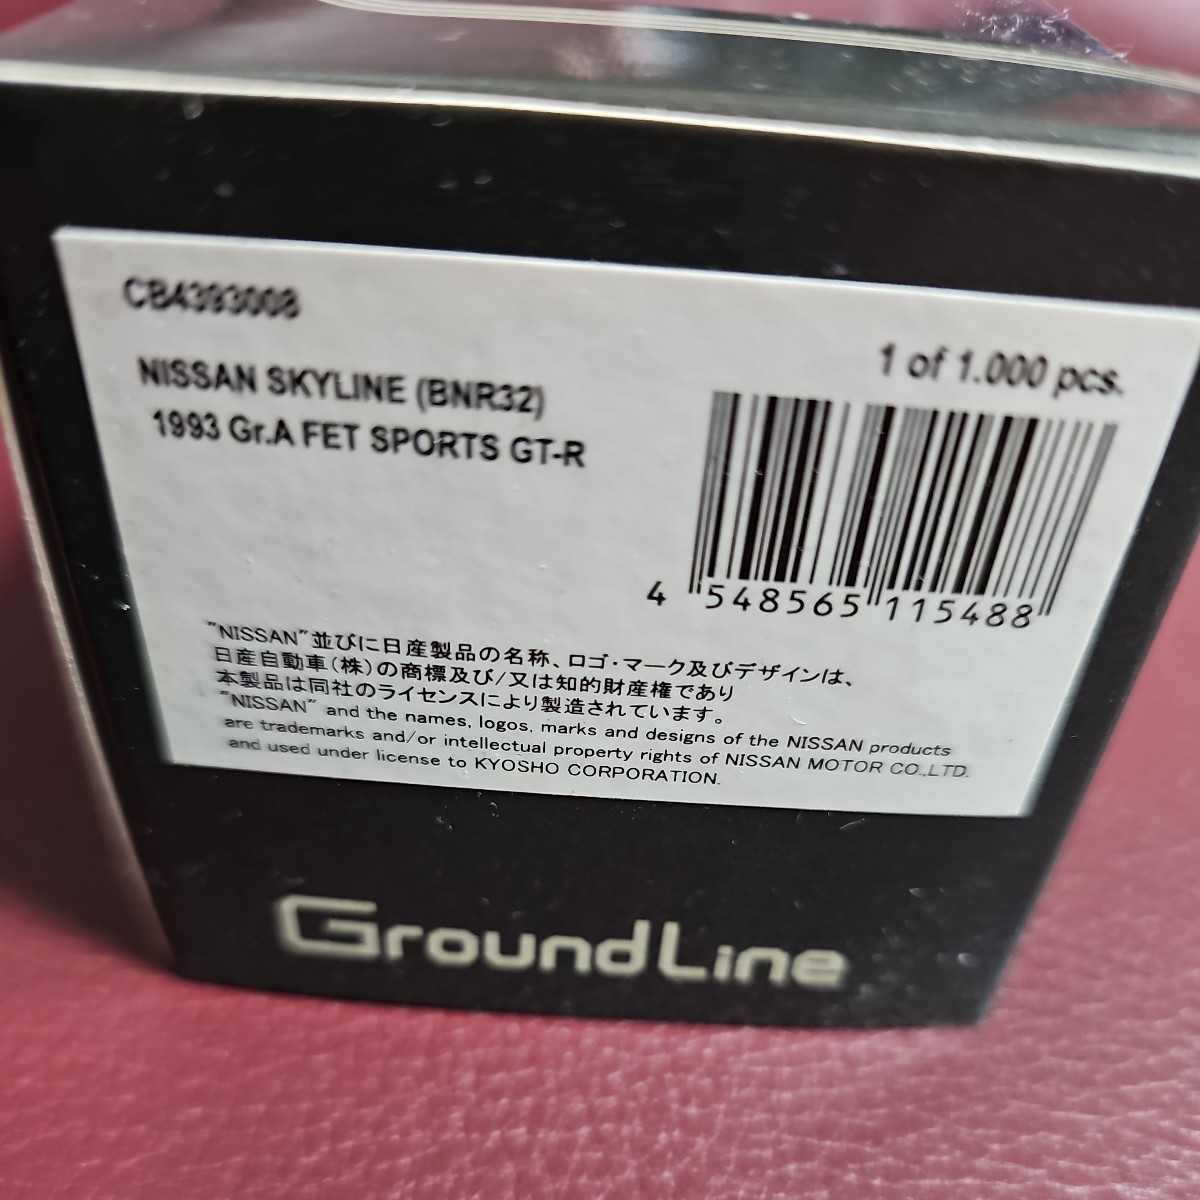 CB4393008
NISSAN SKYLINE (BNR32)
1993 Gr.A FET SPORTS GT-R
1 of 1.000 pcs.
4 548565 115488
"NISSAN"並びに日産製品の名称、ロゴ・マーク及びデザインは、
日産自動車(株)の商標及び/又は知的財産権であり
本製品は同社のライセンスにより製造されています。
"NISSAN" and the names, logos, marks and designs of the NISSAN products
are trademarks and/or intellectual property rights of NISSAN MOTOR CO.,LTD.
and used under license to KYOSHO CORPORATION.
GroundLine